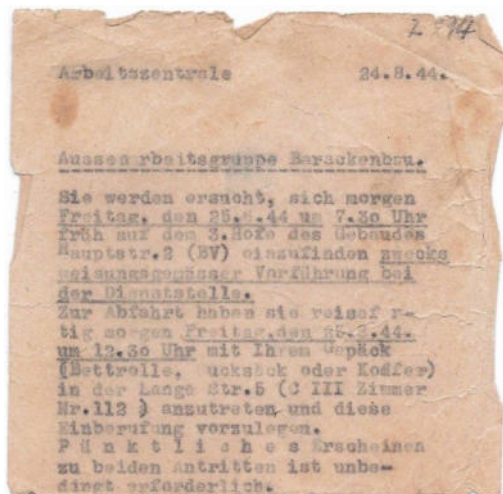 Arbeitszentrale 24.8.44.
Aussenarbeitsgruppe Barackenbau.
Sie werden ersucht, sich morgen
Freitag, den 25.8.44 um 7.30 Uhr
früh auf dem 3.Hofe des Gebäudes
Hauptstr.2 (BV) einzufinden zwecks
weisungsgemässer Vorführung bei
der Dienststelle.
Zur Abfahrt haben sie reisefer-
tig morgen Freitag,den 25.8.44.
um 12.30 Uhr mit Ihrem Gepäck
(Bettrolle, Rucksack oder Koffer)
in der Lange Str.5 (C III Zimmer
Nr.112 ) anzutreten und diese
Einberufung vorzulegen.
P ü n k t l i c h e s Erscheinen
zu beiden Antritten ist unbe-
dingt erforderlich.